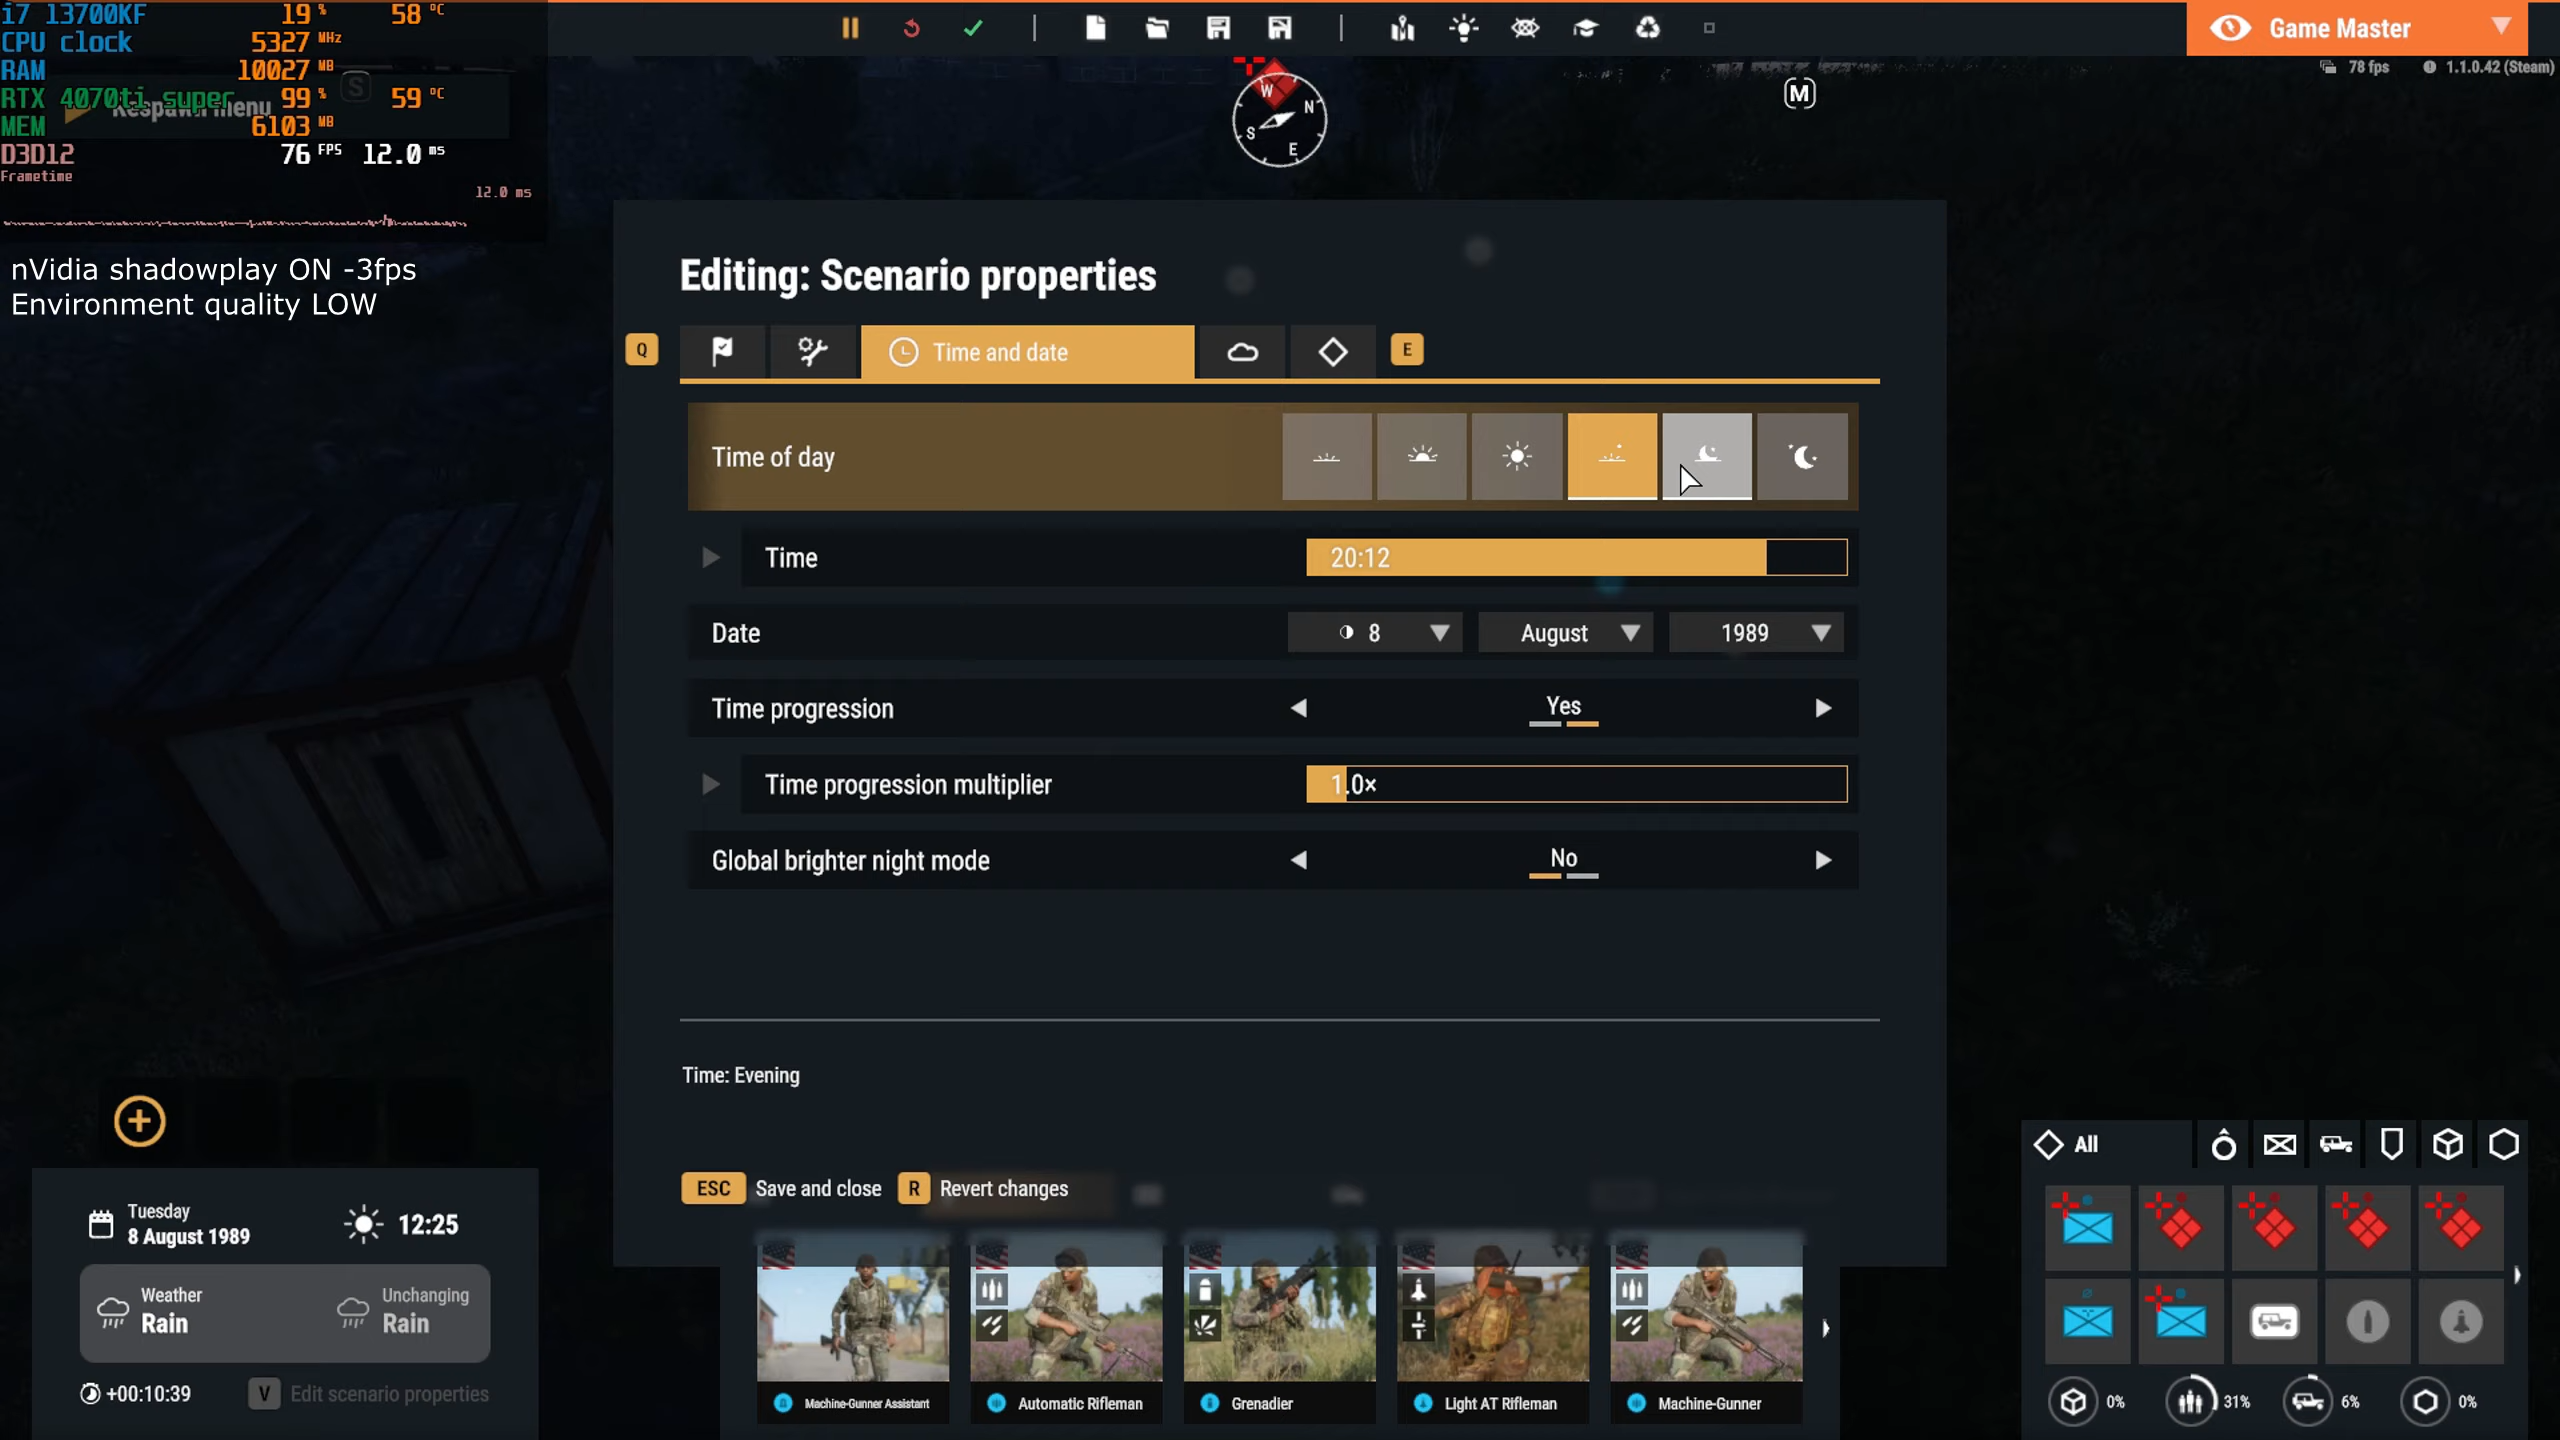 i7 13700KF 19 % 58 °C
CPU clock 5327 MHz
RAM 10027 MB
RTX 4070ti super 99 % 59 °C
MEM 6103 MB
D3D12 76 FPS 12.0 ms
Frametime
12.0 ms
S
Respawn menu
nVidia shadowplay ON -3fps
Environment quality LOW
Game Master
78 fps 1.1.0.42 (Steam)
W
N
S
E
M
Editing: Scenario properties
Q
Time and date
E
Time of day
Time
20:12
Date
8
August
1989
Time progression
Yes
Time progression multiplier
1.0×
Global brighter night mode
No
Time: Evening
ESC Save and close
R Revert changes
Tuesday
8 August 1989
12:25
Weather
Rain
Unchanging
Rain
+00:10:39
V Edit scenario properties
Machine-Gunner Assistant
Automatic Rifleman
Grenadier
Light AT Rifleman
Machine-Gunner
All
0%
31%
6%
0%